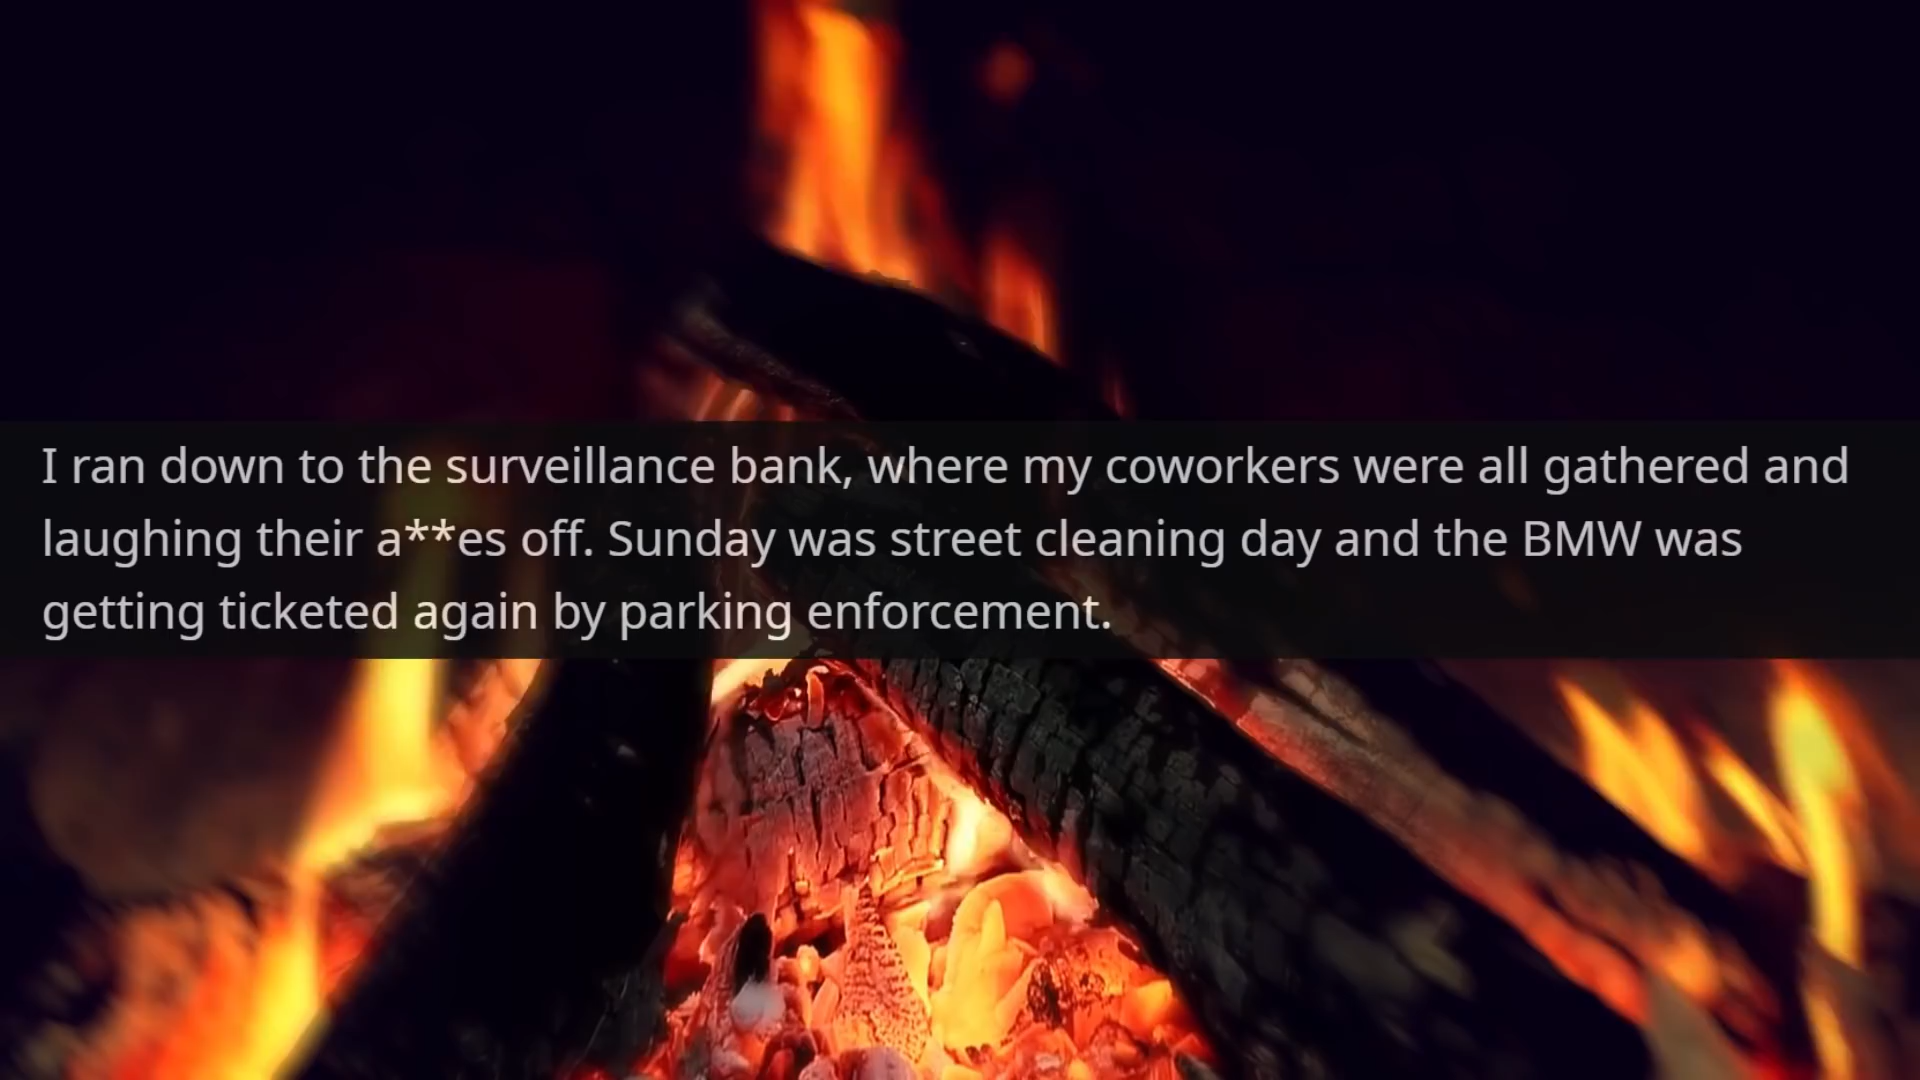 I ran down to the surveillance bank, where my coworkers were all gathered and
laughing their a**es off. Sunday was street cleaning day and the BMW was
getting ticketed again by parking enforcement.